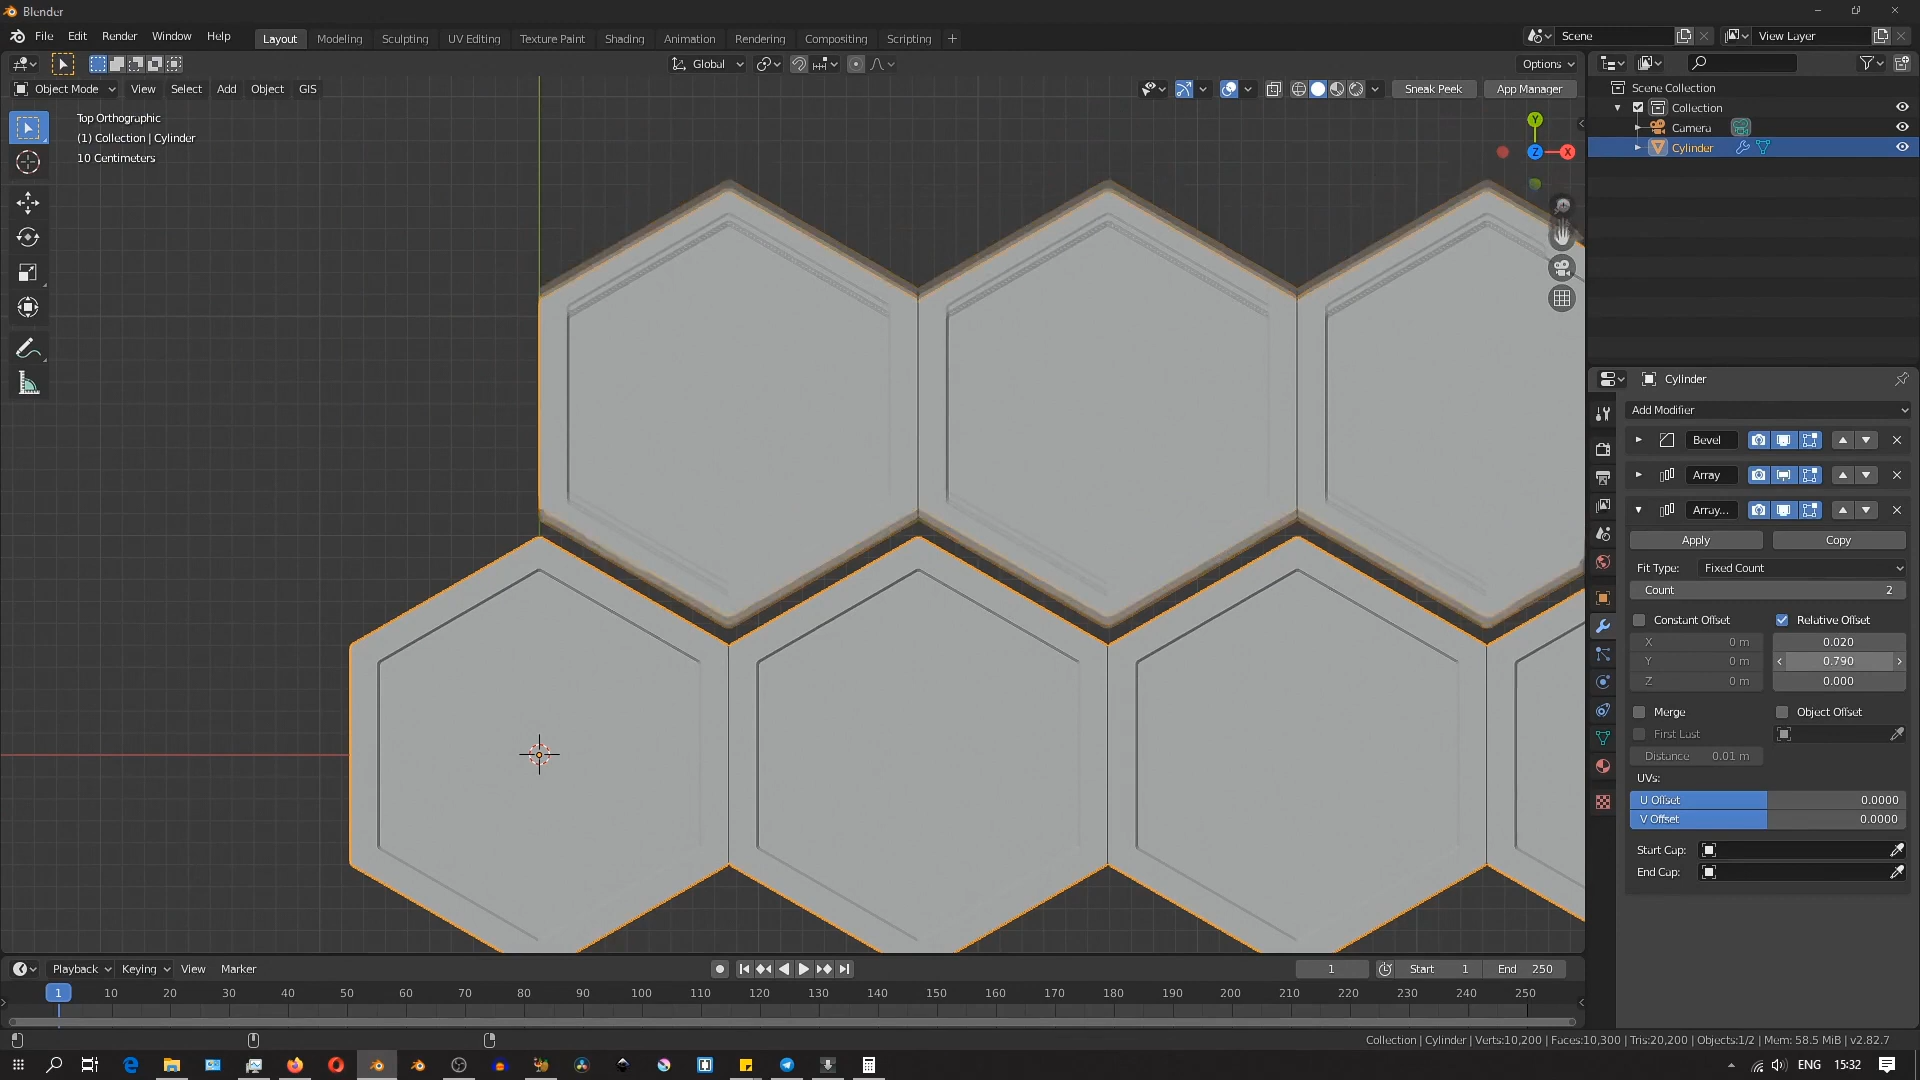 Blender
File Edit Render Window Help
Layout Modeling Sculpting UV Editing Texture Paint Shading Animation Rendering Compositing Scripting +
Scene
View Layer
Global
Options
Object Mode View Select Add Object GIS
Sneak Peek App Manager
Top Orthographic
(1) Collection | Cylinder
10 Centimeters
Y
Z
X
Scene Collection
Collection
Camera
Cylinder
Cylinder
Add Modifier
Bevel
Array
Array...
Apply Copy
Fit Type: Fixed Count
Count 2
Constant Offset Relative Offset
X 0 m 0.020
Y 0 m 0.790
Z 0 m 0.000
Merge Object Offset
First Last
Distance 0.01 m
UVs:
U Offset 0.0000
V Offset 0.0000
Start Cap:
End Cap:
Playback Keying View Marker
1 Start 1 End 250
1 10 20 30 40 50 60 70 80 90 100 110 120 130 140 150 160 170 180 190 200 210 220 230 240 250
Collection | Cylinder | Verts:10,200 | Faces:10,300 | Tris:20,200 | Objects:1/2 | Mem: 58.5 MiB | v2.82.7
ENG 15:32